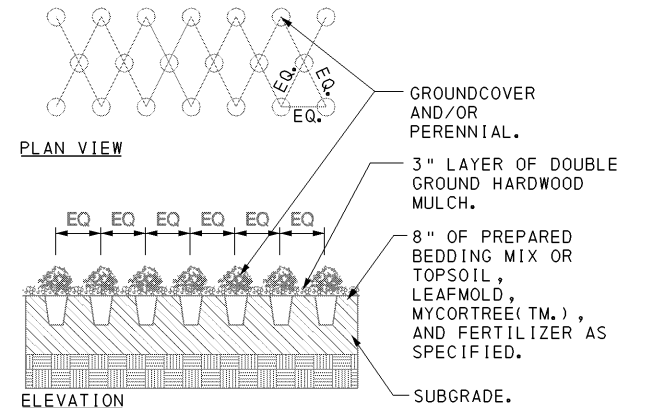 EQ.
EQ.
EQ.
PLAN VIEW
GROUNDCOVER
AND/OR
PERENNIAL.
3" LAYER OF DOUBLE
GROUND HARDWOOD
MULCH.
EQ EQ EQ EQ EQ EQ
8" OF PREPARED
BEDDING MIX OR
TOPSOIL,
LEAFMOLD,
MYCORTREE(TM.),
AND FERTILIZER AS
SPECIFIED.
SUBGRADE.
ELEVATION